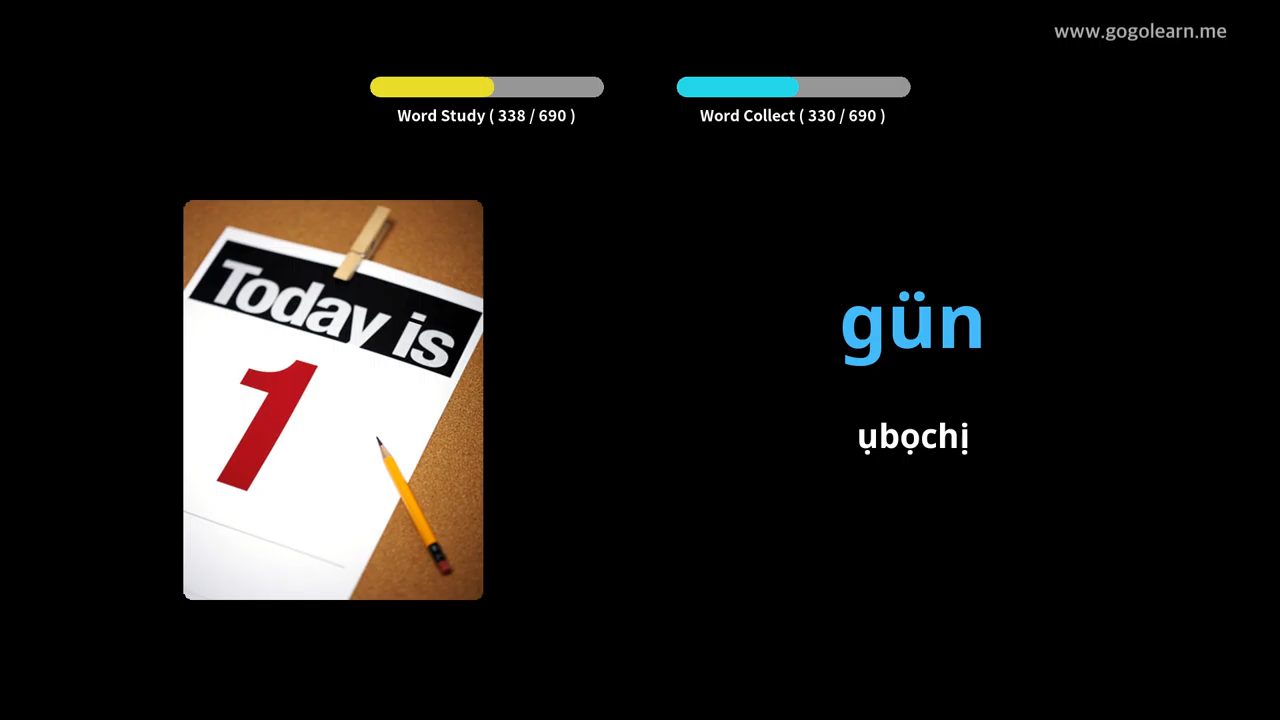 www.gogolearn.me
Word Study ( 338 / 690 )
Word Collect ( 330 / 690 )
Today is
1
gün
ụbọchị